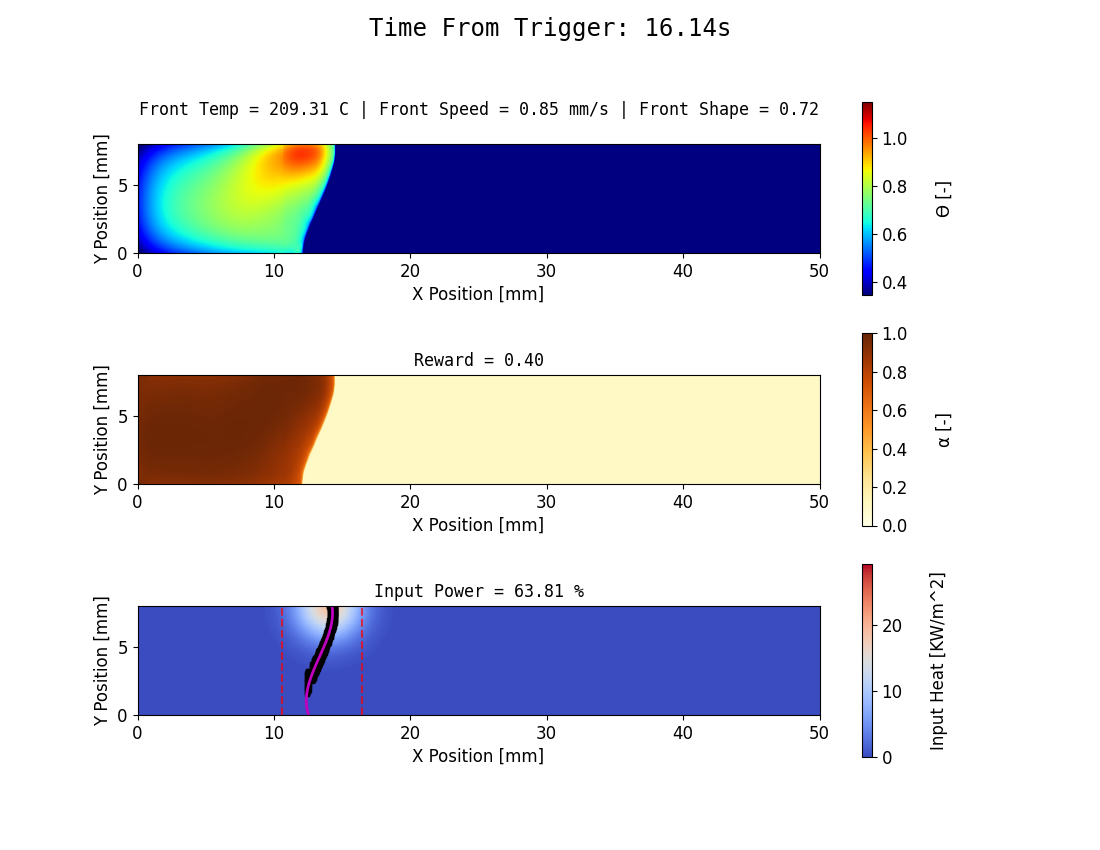 Time From Trigger: 16.14s
Front Temp = 209.31 C | Front Speed = 0.85 mm/s | Front Shape = 0.72
Y Position [mm]
5
0
0 10 20 30 40 50
X Position [mm]
1.0
0.8
0.6
0.4
Θ [-]
Reward = 0.40
Y Position [mm]
5
0
0 10 20 30 40 50
X Position [mm]
1.0
0.8
0.6
0.4
0.2
0.0
α [-]
Input Power = 63.81 %
Y Position [mm]
5
0
0 10 20 30 40 50
X Position [mm]
20
10
0
Input Heat [KW/m^2]